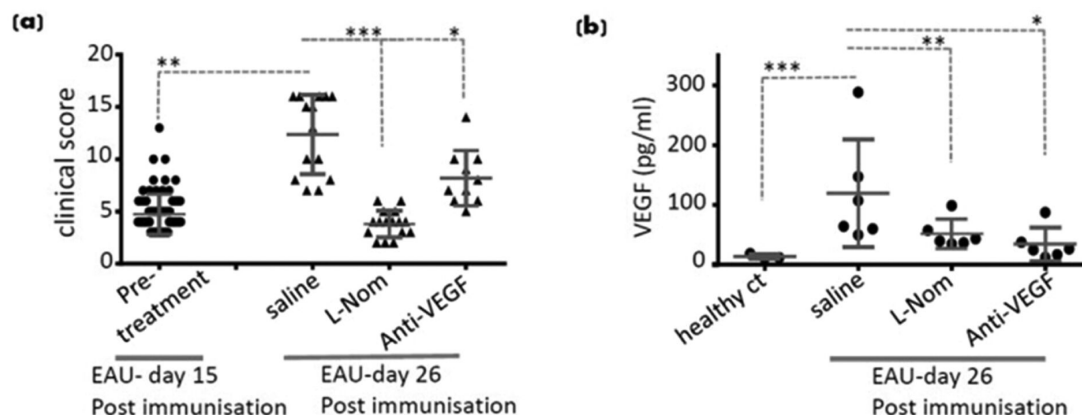 (a)
clinical score
20
15
10
5
0
**
***
*
Pre-
treatment
saline
L-Nom
Anti-VEGF
EAU- day 15
Post immunisation
EAU-day 26
Post immunisation
(b)
VEGF (pg/ml)
300
200
100
0
***
**
*
healthy ct
saline
L-Nom
Anti-VEGF
EAU-day 26
Post immunisation